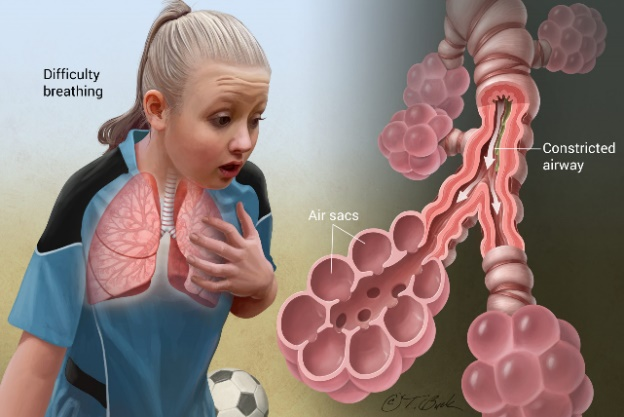 Difficulty
breathing
Constricted
airway
Air sacs